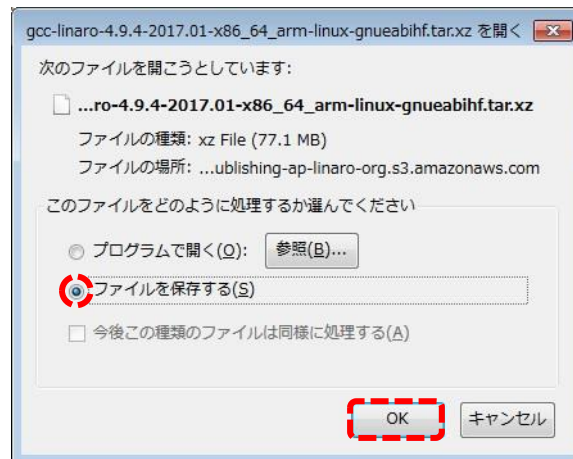 gcc-linaro-4.9.4-2017.01-x86_64_arm-linux-gnueabihf.tar.xz を開く
次のファイルを開こうとしています:
...ro-4.9.4-2017.01-x86_64_arm-linux-gnueabihf.tar.xz
ファイルの種類: xz File (77.1 MB)
ファイルの場所: ...ublishing-ap-linaro-org.s3.amazonaws.com
このファイルをどのように処理するか選んでください
プログラムで開く(O): 参照(B)...
ファイルを保存する(S)
今後この種類のファイルは同様に処理する(A)
OK キャンセル